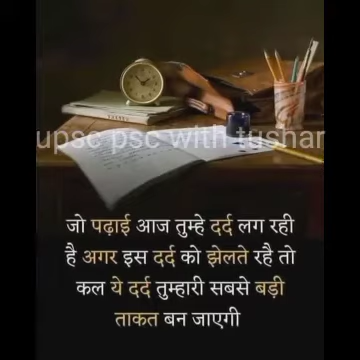 upsc psc with tushar
जो पढ़ाई आज तुम्हे दर्द लग रही
है अगर इस दर्द को झेलते रहै तो
कल ये दर्द तुम्हारी सबसे बड़ी
ताकत बन जाएगी